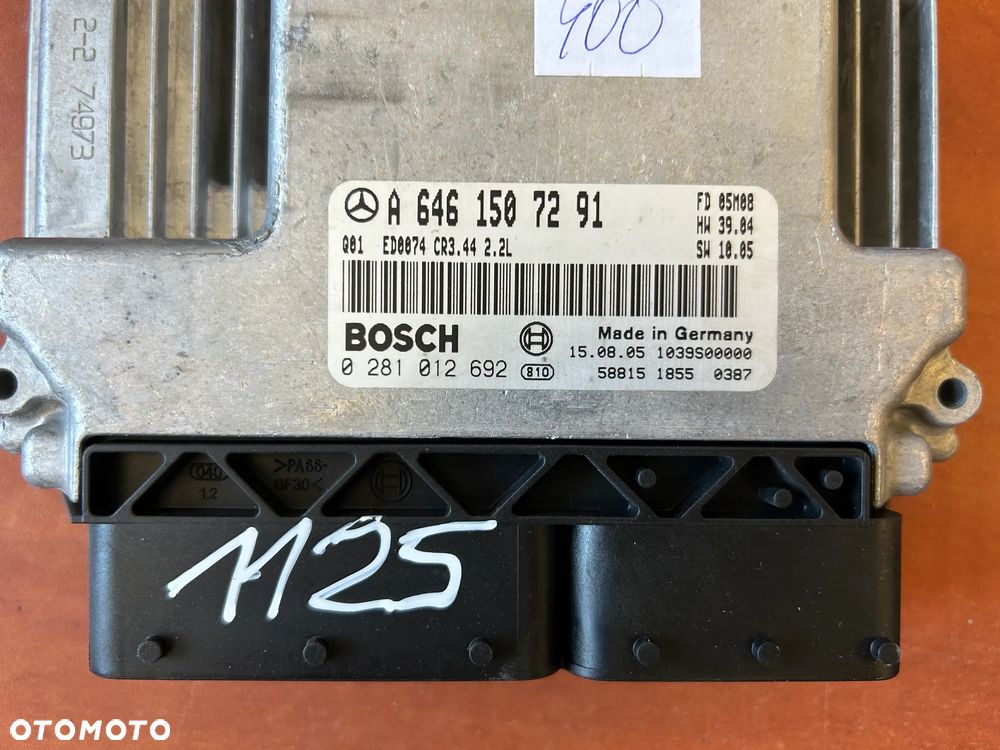 400
2-2 74973
A 646 150 72 91
FD 05M08
HW 39.04
Q01 ED0074 CR3.44 2.2L
SW 10.05
BOSCH
Made in Germany
15.08.05 1039S00000
0 281 012 692 810
58815 1855 0387
040
1.2
>PA66-
GF30<
1125
OTOMOTO